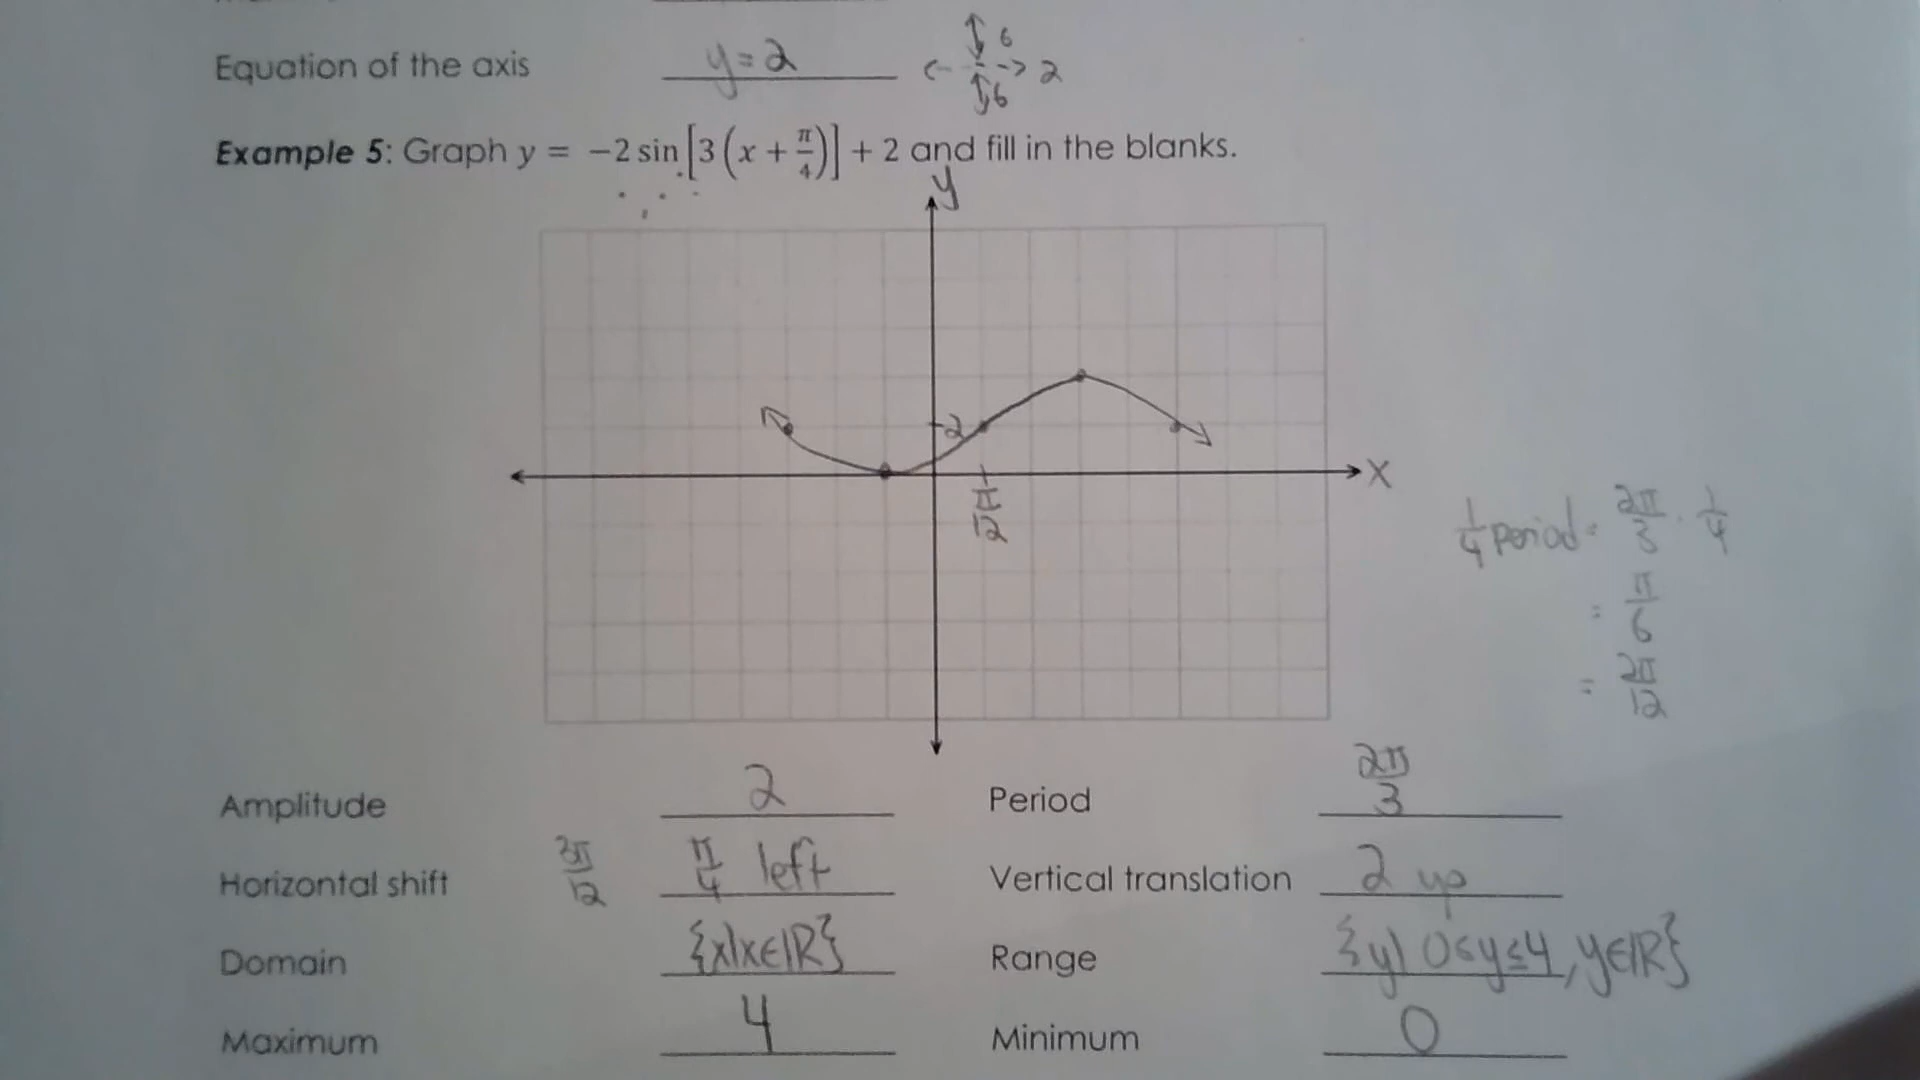 Equation of the axis y=2 6
2
6
Example 5: Graph y = −2 sin[3(x + π/4)] + 2 and fill in the blanks.
y
2
x
π/12
1/4 period = 2π/3 · 1/4
= π/6
= 2π/12
Amplitude 2 Period 2π/3
Horizontal shift 3π/12 π/4 left Vertical translation 2 up
Domain {x|x∈ℝ} Range {y| 0≤y≤4, y∈ℝ}
Maximum 4 Minimum 0